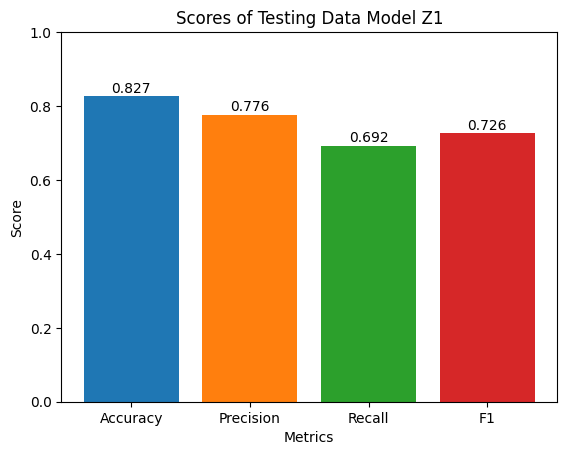 Scores of Testing Data Model Z1
1.0
0.8
0.6
0.4
0.2
0.0
Score
0.827
0.776
0.692
0.726
Accuracy Precision Recall F1
Metrics